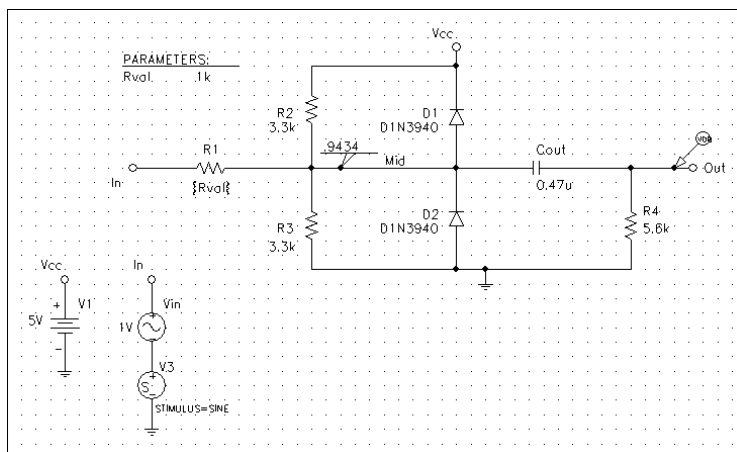 PARAMETERS:
Rval 1k
Vcc
R2
3.3k
D1
D1N3940
R1
.9434
Mid
Cout
0.47u
VDB
Out
In
{Rval}
R3
3.3k
D2
D1N3940
R4
5.6k
Vcc
In
+
V1
5V
-
Vin
+
1V
-
V3
+
S
-
STIMULUS=SINE